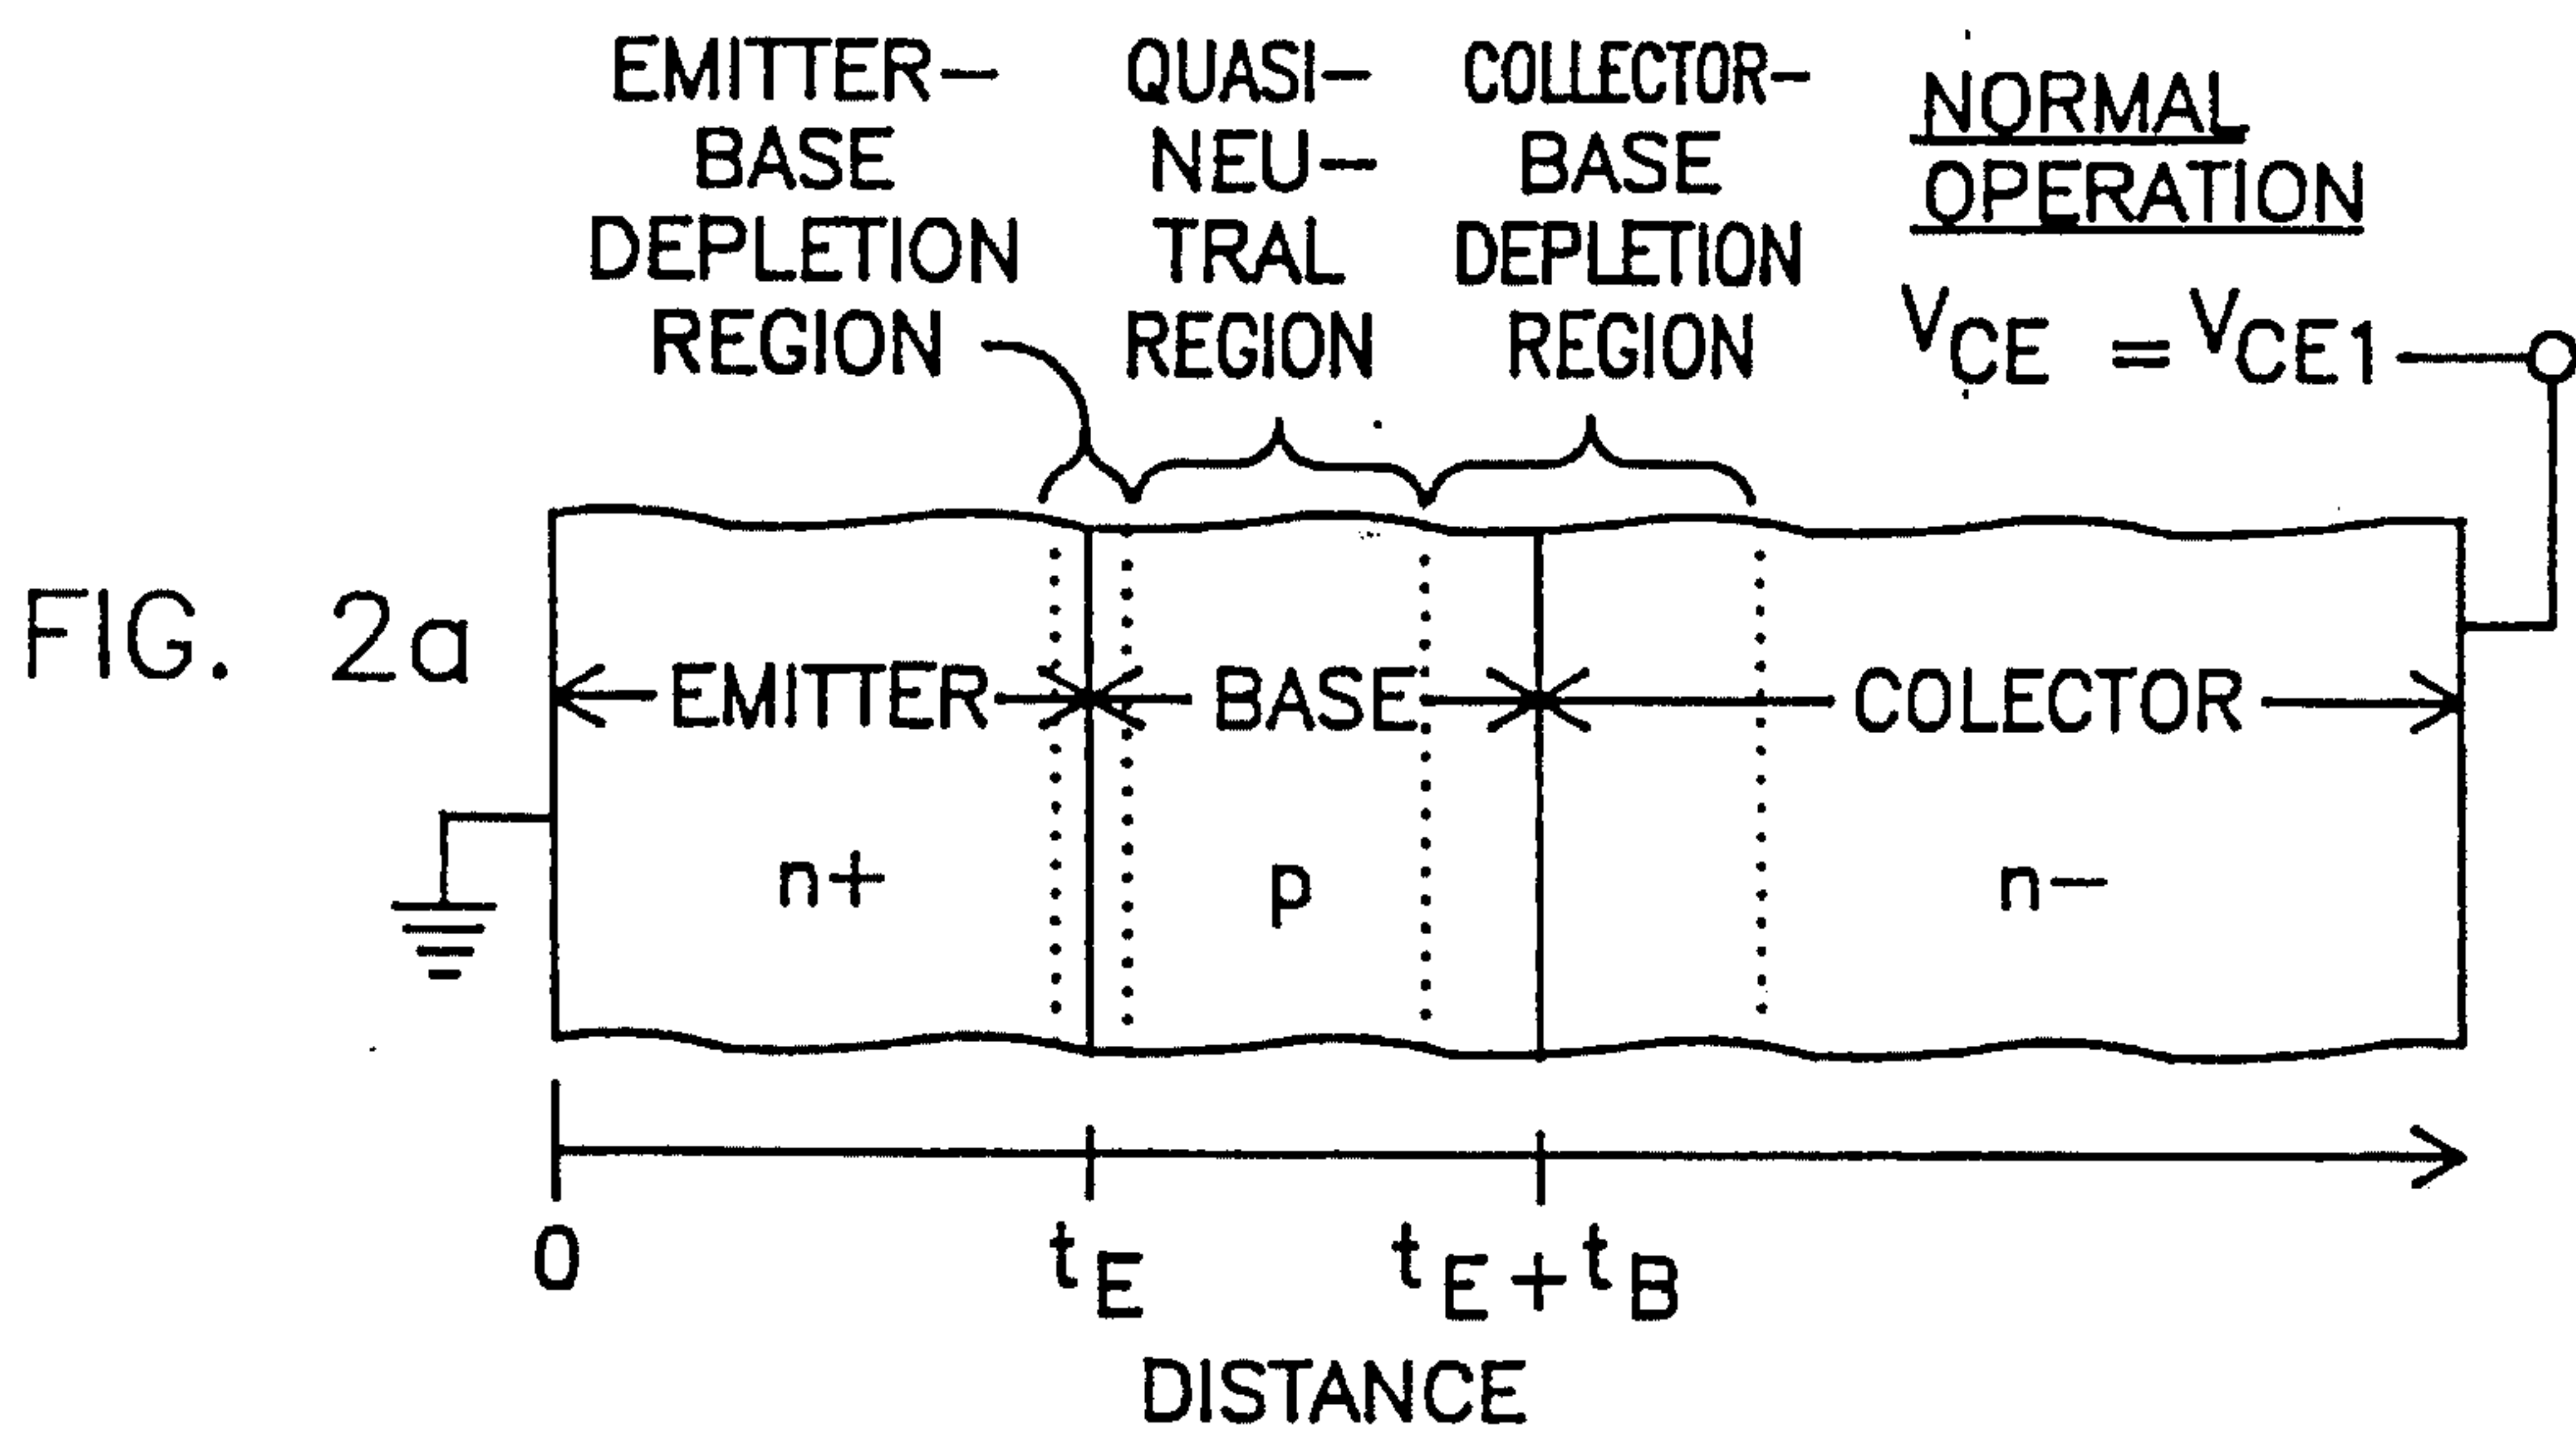 EMITTER-
BASE
DEPLETION
REGION
QUASI-
NEU-
TRAL
REGION
COLLECTOR-
BASE
DEPLETION
REGION
NORMAL
OPERATION
VCE = VCE1
FIG. 2a
EMITTER
BASE
COLECTOR
n+
p
n-
0
tE
tE + tB
DISTANCE